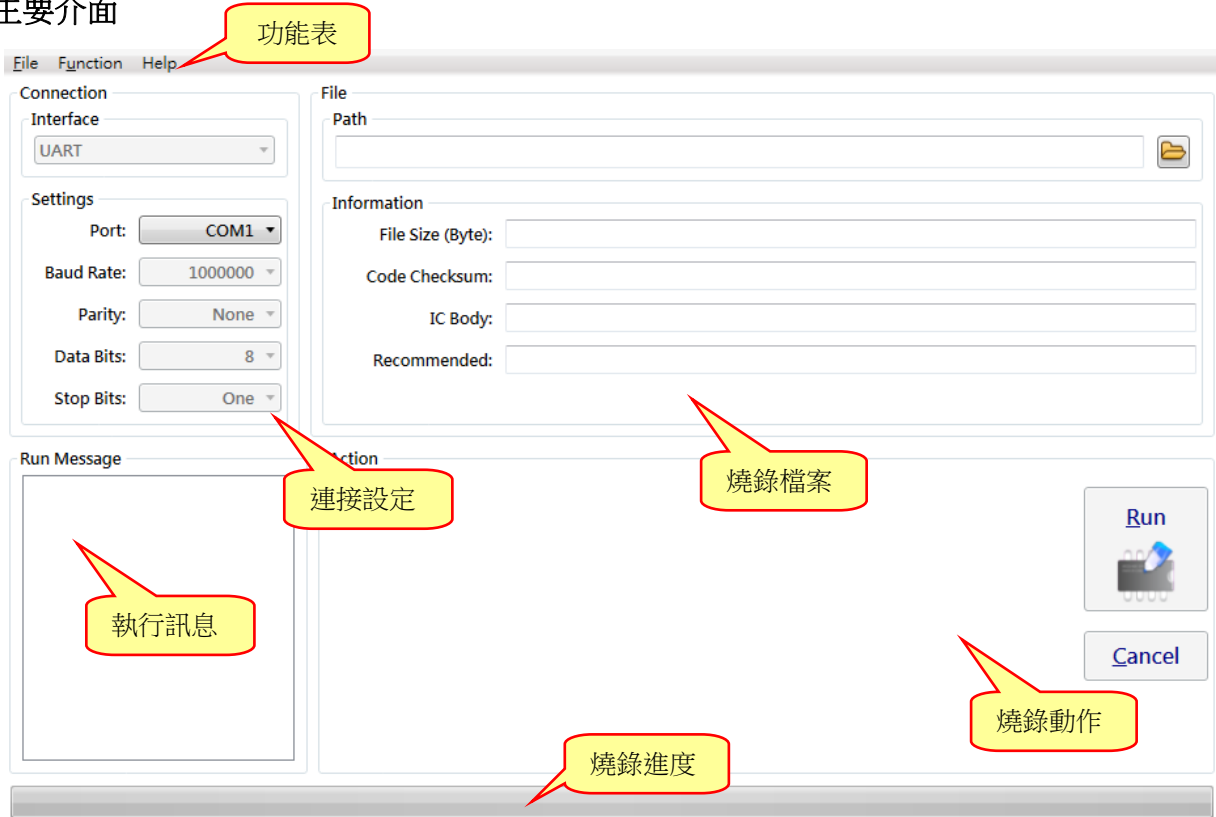 主要介面
功能表
File Function Help
Connection
Interface
UART
Settings
Port: COM1
Baud Rate: 1000000
Parity: None
Data Bits: 8
Stop Bits: One
連接設定
File
Path
Information
File Size (Byte):
Code Checksum:
IC Body:
Recommended:
燒錄檔案
Run Message
執行訊息
Action
Run
Cancel
燒錄動作
燒錄進度